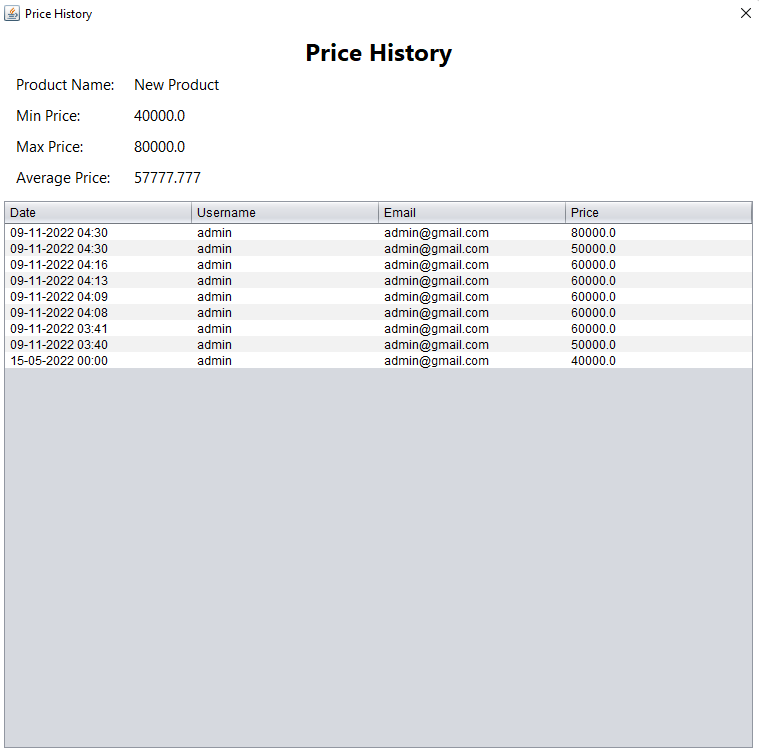 Price History
Price History
Product Name: New Product
Min Price: 40000.0
Max Price: 80000.0
Average Price: 57777.777
Date Username Email Price
09-11-2022 04:30 admin admin@gmail.com 80000.0
09-11-2022 04:30 admin admin@gmail.com 50000.0
09-11-2022 04:16 admin admin@gmail.com 60000.0
09-11-2022 04:13 admin admin@gmail.com 60000.0
09-11-2022 04:09 admin admin@gmail.com 60000.0
09-11-2022 04:08 admin admin@gmail.com 60000.0
09-11-2022 03:41 admin admin@gmail.com 60000.0
09-11-2022 03:40 admin admin@gmail.com 50000.0
15-05-2022 00:00 admin admin@gmail.com 40000.0